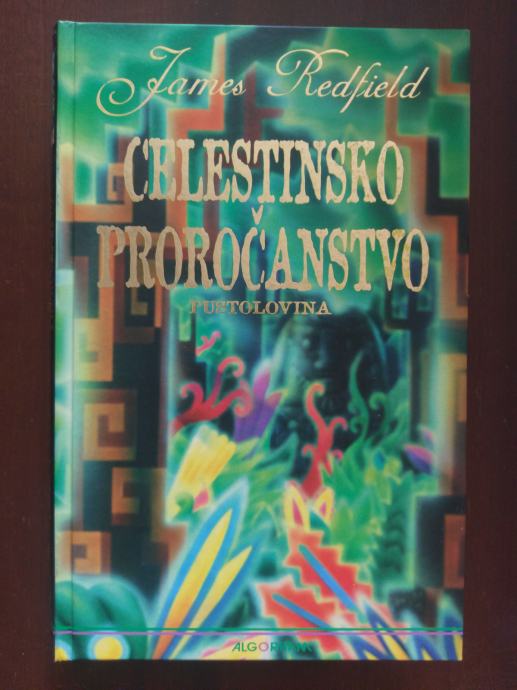 James Redfield
CELESTINSKO
PROROČANSTVO
PUSTOLOVINA
ALGORITAM